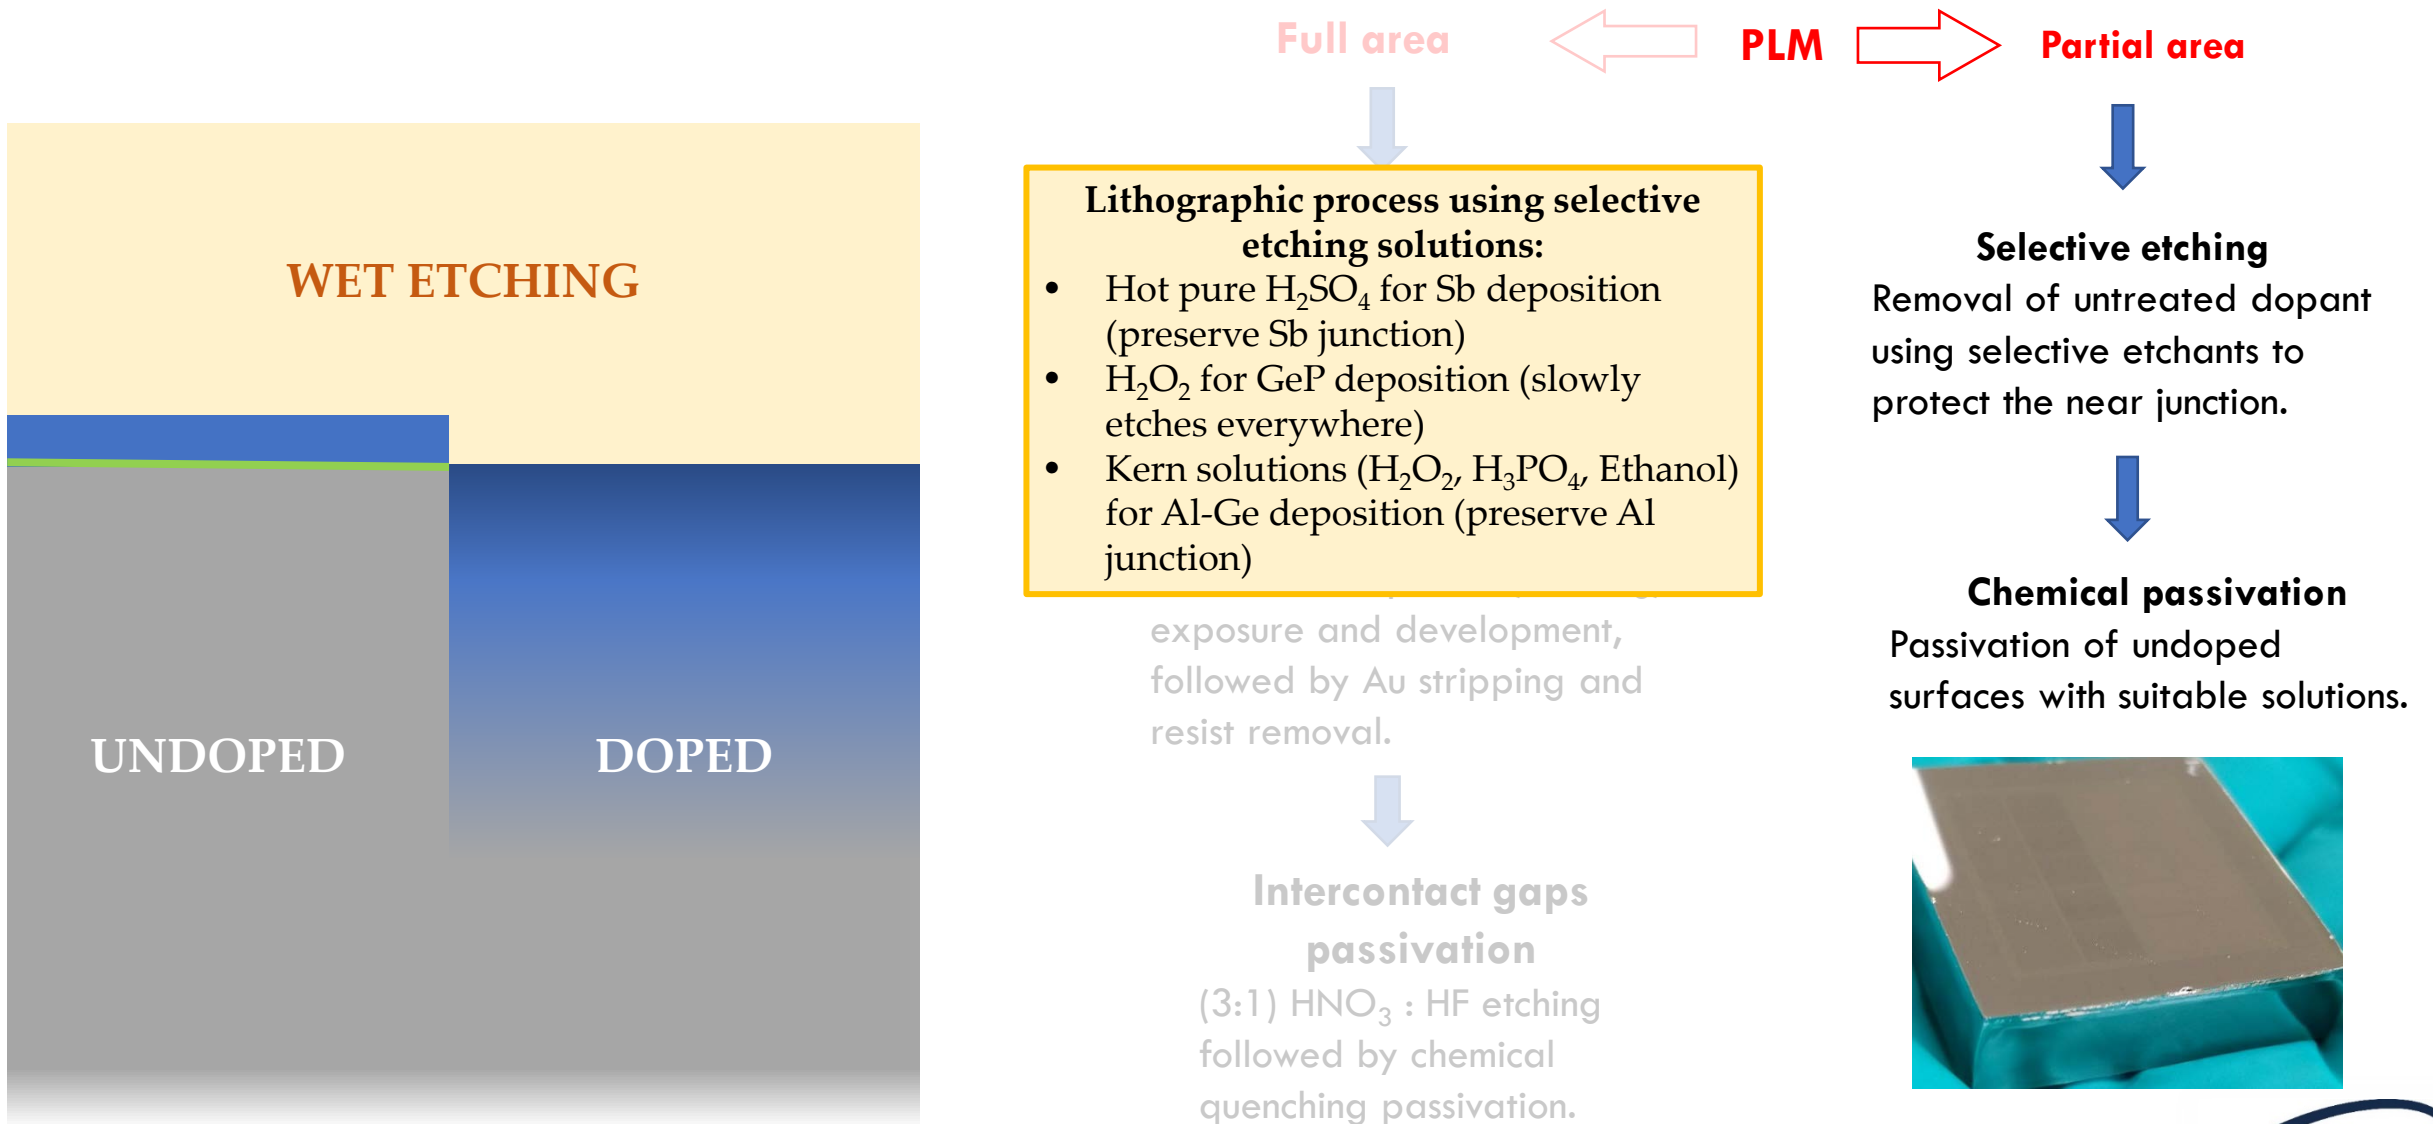 Full area
PLM
Partial area
WET ETCHING
UNDOPED
DOPED
Lithographic process using selective
etching solutions:
• Hot pure H₂SO₄ for Sb deposition
(preserve Sb junction)
• H₂O₂ for GeP deposition (slowly
etches everywhere)
• Kern solutions (H₂O₂, H₃PO₄, Ethanol)
for Al-Ge deposition (preserve Al
junction)
exposure and development,
followed by Au stripping and
resist removal.
Intercontact gaps
passivation
(3:1) HNO₃ : HF etching
followed by chemical
quenching passivation.
Selective etching
Removal of untreated dopant
using selective etchants to
protect the near junction.
Chemical passivation
Passivation of undoped
surfaces with suitable solutions.